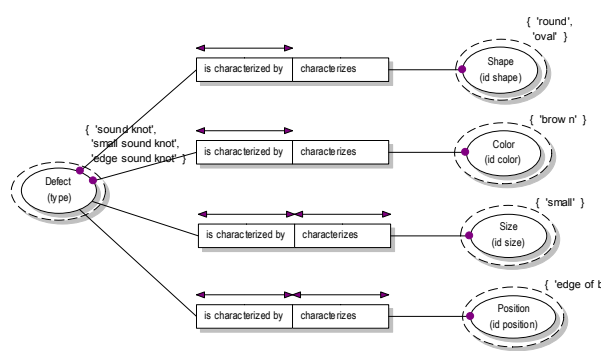 { 'round',
'oval' }
Shape
(id shape)
is characterized by characterizes
{ 'sound knot',
'small sound knot',
'edge sound knot' }
{ 'brow n' }
is characterized by characterizes
Color
(id color)
Defect
(type)
{ 'small' }
is characterized by characterizes
Size
(id size)
{ 'edge of b
is characterized by characterizes
Position
(id position)